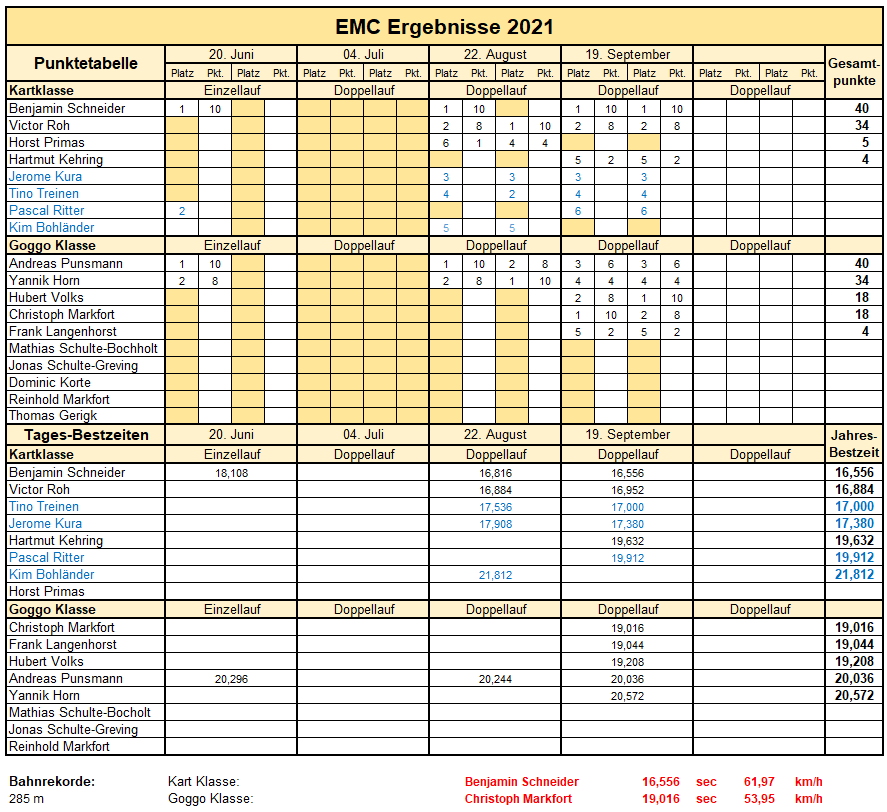 EMC Ergebnisse 2021
Punktetabelle 20. Juni 04. Juli 22. August 19. September Gesamt-punkte
Platz Pkt. Platz Pkt. Platz Pkt. Platz Pkt. Platz Pkt. Platz Pkt. Platz Pkt. Platz Pkt. Platz Pkt. Platz Pkt.
Kartklasse Einzellauf Doppellauf Doppellauf Doppellauf Doppellauf
Benjamin Schneider 1 10 1 10 1 10 1 10 40
Victor Roh 2 8 1 10 2 8 2 8 34
Horst Primas 6 1 4 4 5
Hartmut Kehring 5 2 5 2 4
Jerome Kura 3 3 3 3
Tino Treinen 4 2 4 4
Pascal Ritter 2 6 6
Kim Bohländer 5 5
Goggo Klasse Einzellauf Doppellauf Doppellauf Doppellauf Doppellauf
Andreas Punsmann 1 10 1 10 2 8 3 6 3 6 40
Yannik Horn 2 8 2 8 1 10 4 4 4 4 34
Hubert Volks 2 8 1 10 18
Christoph Markfort 1 10 2 8 18
Frank Langenhorst 5 2 5 2 4
Mathias Schulte-Bochholt
Jonas Schulte-Greving
Dominic Korte
Reinhold Markfort
Thomas Gerigk
Tages-Bestzeiten 20. Juni 04. Juli 22. August 19. September Jahres-Bestzeit
Kartklasse Einzellauf Doppellauf Doppellauf Doppellauf Doppellauf
Benjamin Schneider 18,108 16,816 16,556 16,556
Victor Roh 16,884 16,952 16,884
Tino Treinen 17,536 17,000 17,000
Jerome Kura 17,908 17,380 17,380
Hartmut Kehring 19,632 19,632
Pascal Ritter 19,912 19,912
Kim Bohländer 21,812 21,812
Horst Primas
Goggo Klasse Einzellauf Doppellauf Doppellauf Doppellauf Doppellauf
Christoph Markfort 19,016 19,016
Frank Langenhorst 19,044 19,044
Hubert Volks 19,208 19,208
Andreas Punsmann 20,296 20,244 20,036 20,036
Yannik Horn 20,572 20,572
Mathias Schulte-Bocholt
Jonas Schulte-Greving
Reinhold Markfort
Bahnrekorde: Kart Klasse: Benjamin Schneider 16,556 sec 61,97 km/h
285 m Goggo Klasse: Christoph Markfort 19,016 sec 53,95 km/h